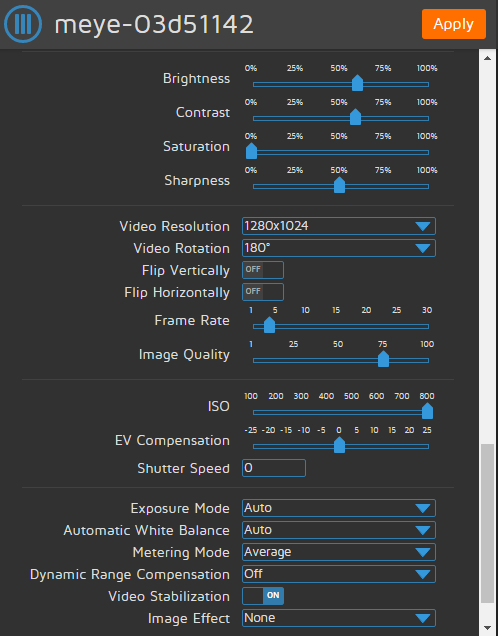 meye-03d51142 Apply
0% 25% 50% 75% 100%
Brightness
0% 25% 50% 75% 100%
Contrast
0% 25% 50% 75% 100%
Saturation
0% 25% 50% 75% 100%
Sharpness
Video Resolution 1280x1024
Video Rotation 180°
Flip Vertically OFF
Flip Horizontally OFF
1 5 10 15 20 25 30
Frame Rate
1 25 50 75 100
Image Quality
100 200 300 400 500 600 700 800
ISO
-25 -20 -15 -10 -5 0 5 10 15 20 25
EV Compensation
Shutter Speed 0
Exposure Mode Auto
Automatic White Balance Auto
Metering Mode Average
Dynamic Range Compensation Off
Video Stabilization ON
Image Effect None